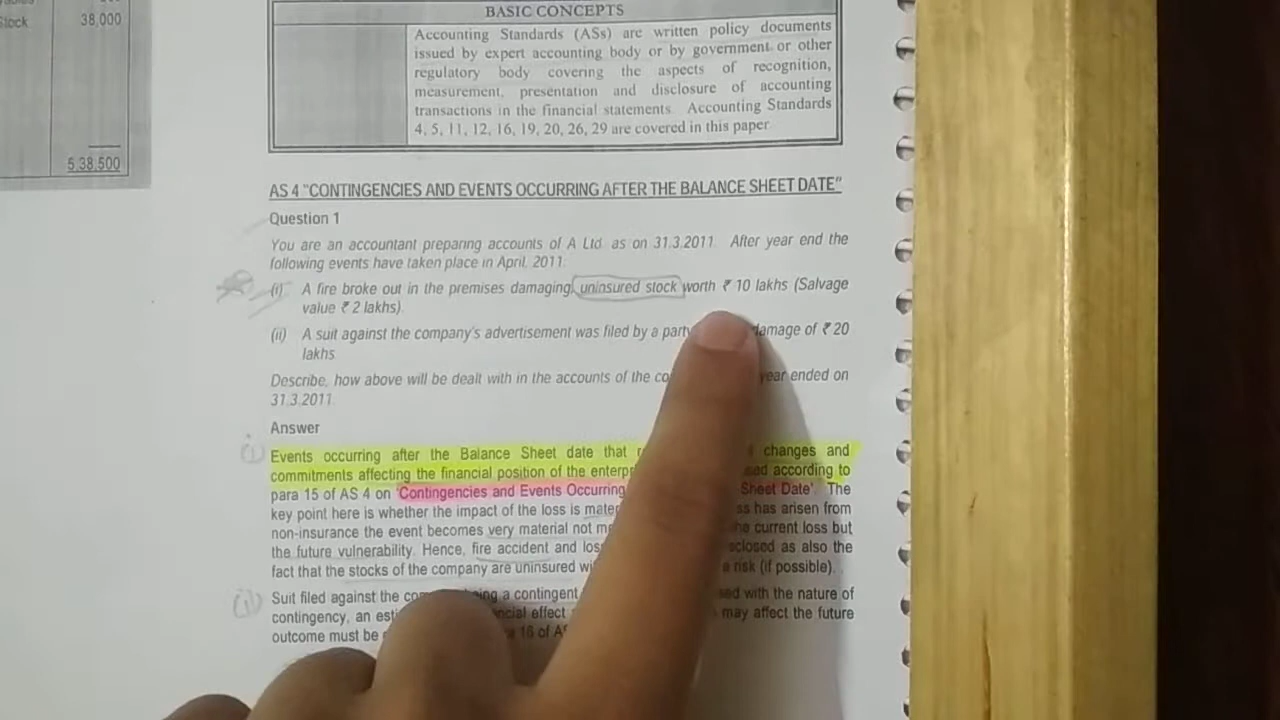 Stock 38,000
5,38,500
BASIC CONCEPTS
Accounting Standards (ASs) are written policy documents
issued by expert accounting body or by government or other
regulatory body covering the aspects of recognition,
measurement, presentation and disclosure of accounting
transactions in the financial statements. Accounting Standards
4, 5, 11, 12, 16, 19, 20, 26, 29 are covered in this paper.
AS 4 "CONTINGENCIES AND EVENTS OCCURRING AFTER THE BALANCE SHEET DATE"
Question 1
You are an accountant preparing accounts of A Ltd. as on 31.3.2011. After year end the
following events have taken place in April, 2011:
(i) A fire broke out in the premises damaging, uninsured stock worth ₹ 10 lakhs (Salvage
value ₹ 2 lakhs).
(ii) A suit against the company's advertisement was filed by a party damage of ₹ 20
lakhs.
Describe, how above will be dealt with in the accounts of the year ended on
31.3.2011.
Answer
(i) Events occurring after the Balance Sheet date that changes and
commitments affecting the financial position of the according to
para 15 of AS 4 on 'Contingencies and Events Occurring Sheet Date'. The
key point here is whether the impact of the loss is has arisen from
non-insurance the event becomes very material not current loss but
the future vulnerability. Hence, fire accident and as also the
fact that the stocks of the company are uninsured risk (if possible).
(ii) Suit filed against the a contingent with the nature of
contingency, an effect may affect the future
outcome must be